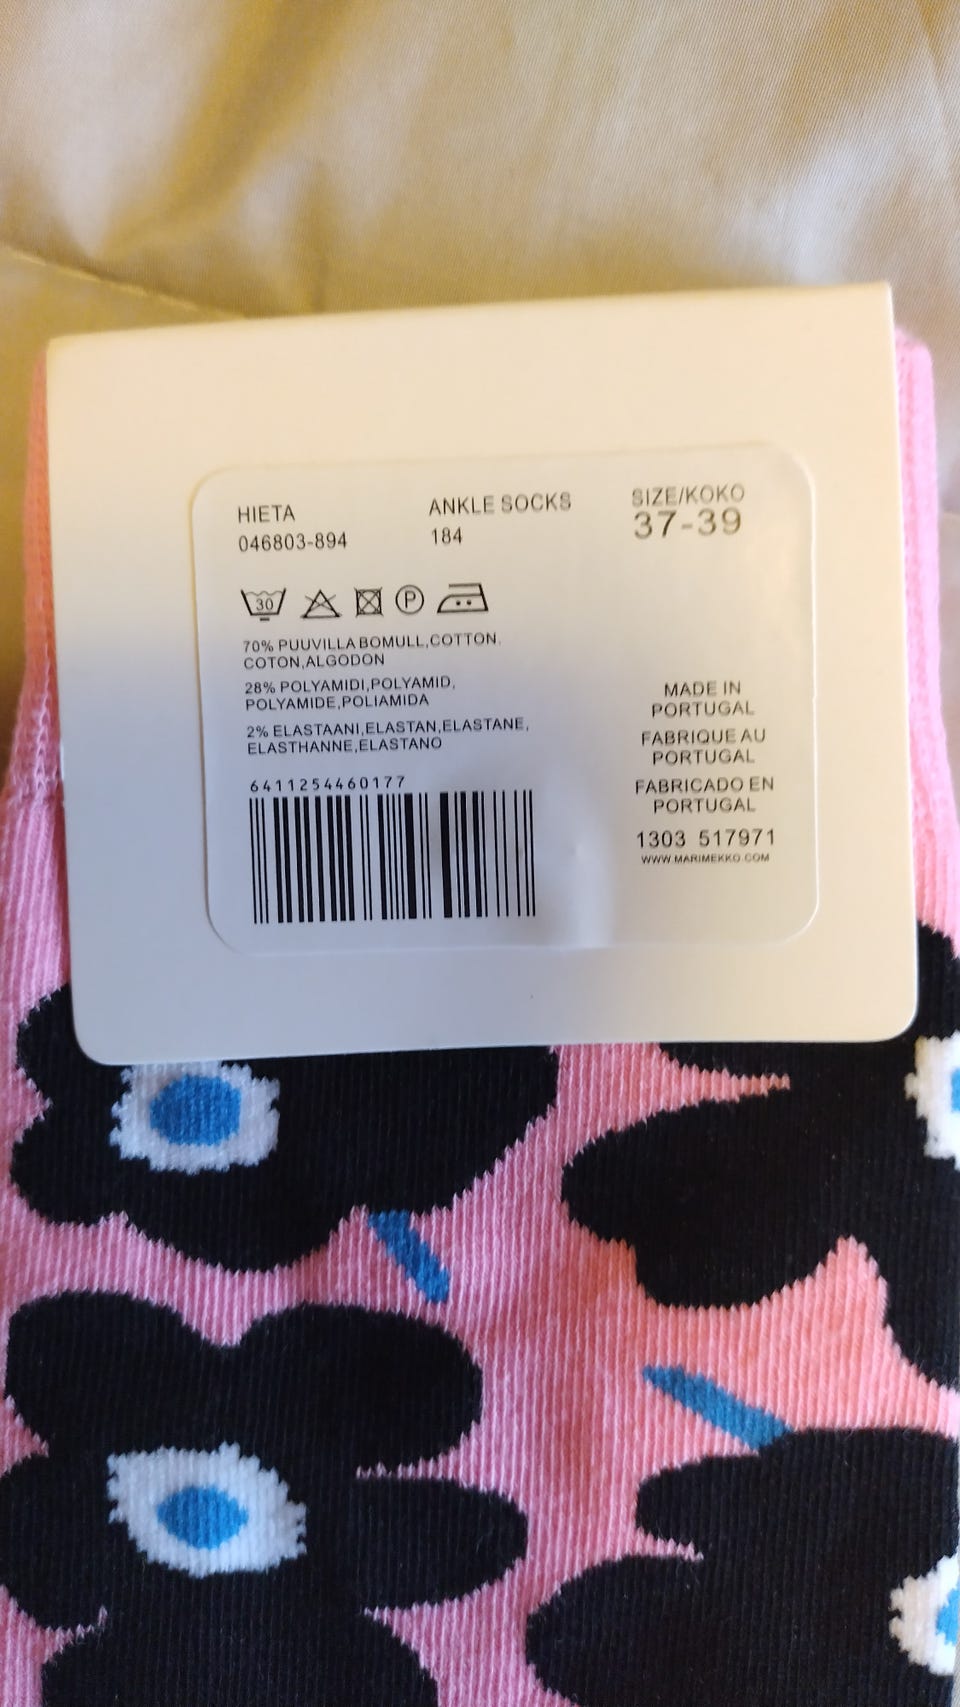 HIETA
046803-894
ANKLE SOCKS
184
SIZE/KOKO
37-39
30
P
70% PUUVILLA BOMULL,COTTON.
COTON,ALGODON
28% POLYAMIDI,POLYAMID,
POLYAMIDE,POLIAMIDA
2% ELASTAANI,ELASTAN,ELASTANE,
ELASTHANNE,ELASTANO
6411254460177
MADE IN
PORTUGAL
FABRIQUE AU
PORTUGAL
FABRICADO EN
PORTUGAL
1303 517971
WWW.MARIMEKKO.COM